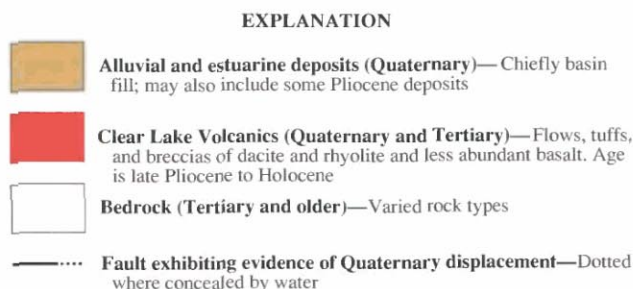 EXPLANATION
Alluvial and estuarine deposits (Quaternary)— Chiefly basin
fill; may also include some Pliocene deposits
Clear Lake Volcanics (Quaternary and Tertiary)—Flows, tuffs,
and breccias of dacite and rhyolite and less abundant basalt. Age
is late Pliocene to Holocene
Bedrock (Tertiary and older)—Varied rock types
Fault exhibiting evidence of Quaternary displacement—Dotted
where concealed by water